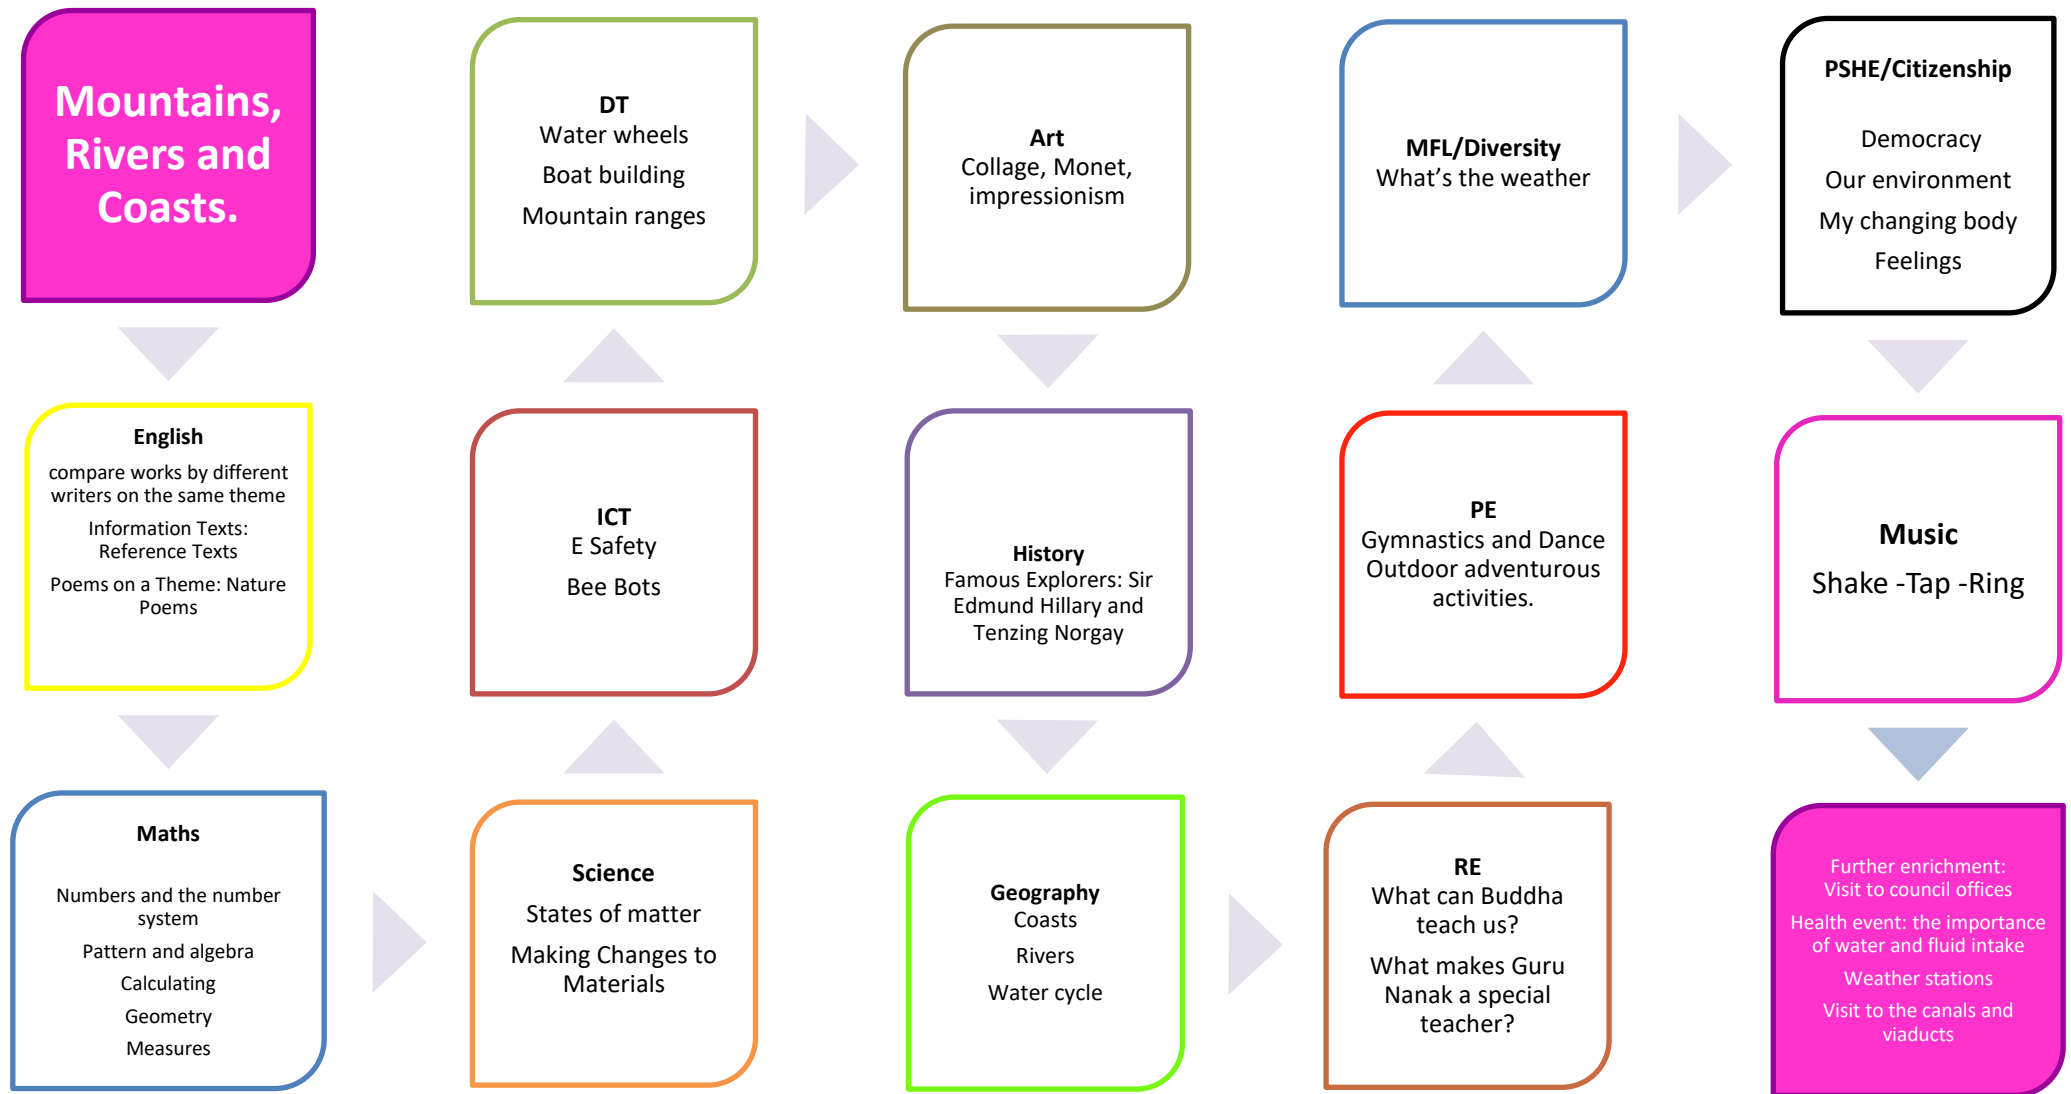 Mountains,
Rivers and
Coasts.
English
compare works by different
writers on the same theme
Information Texts:
Reference Texts
Poems on a Theme: Nature
Poems
Maths
Numbers and the number
system
Pattern and algebra
Calculating
Geometry
Measures
Science
States of matter
Making Changes to
Materials
ICT
E Safety
Bee Bots
DT
Water wheels
Boat building
Mountain ranges
Art
Collage, Monet,
impressionism
History
Famous Explorers: Sir
Edmund Hillary and
Tenzing Norgay
Geography
Coasts
Rivers
Water cycle
RE
What can Buddha
teach us?
What makes Guru
Nanak a special
teacher?
PE
Gymnastics and Dance
Outdoor adventurous
activities.
MFL/Diversity
What’s the weather
PSHE/Citizenship
Democracy
Our environment
My changing body
Feelings
Music
Shake -Tap -Ring
Further enrichment:
Visit to council offices
Health event: the importance
of water and fluid intake
Weather stations
Visit to the canals and
viaducts